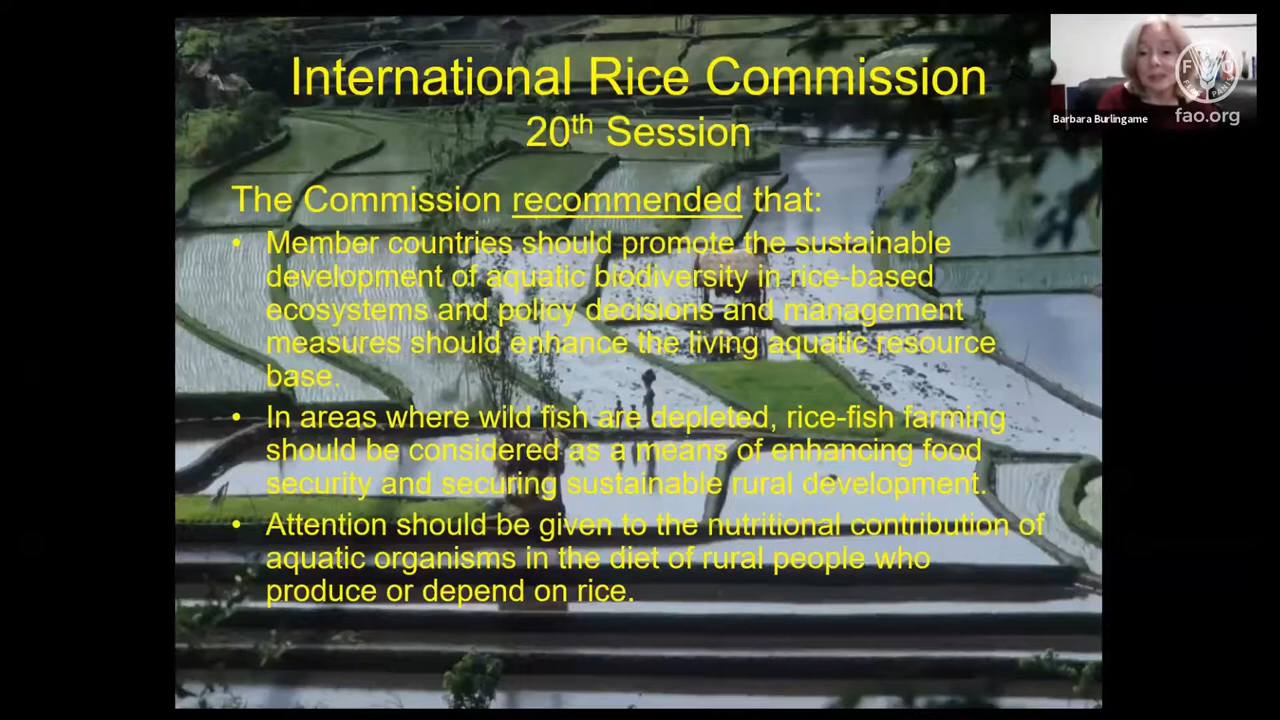 International Rice Commission
20th Session
The Commission recommended that:
• Member countries should promote the sustainable
development of aquatic biodiversity in rice-based
ecosystems and policy decisions and management
measures should enhance the living aquatic resource
base.
• In areas where wild fish are depleted, rice-fish farming
should be considered as a means of enhancing food
security and securing sustainable rural development.
• Attention should be given to the nutritional contribution of
aquatic organisms in the diet of rural people who
produce or depend on rice.
Barbara Burlingame
fao.org